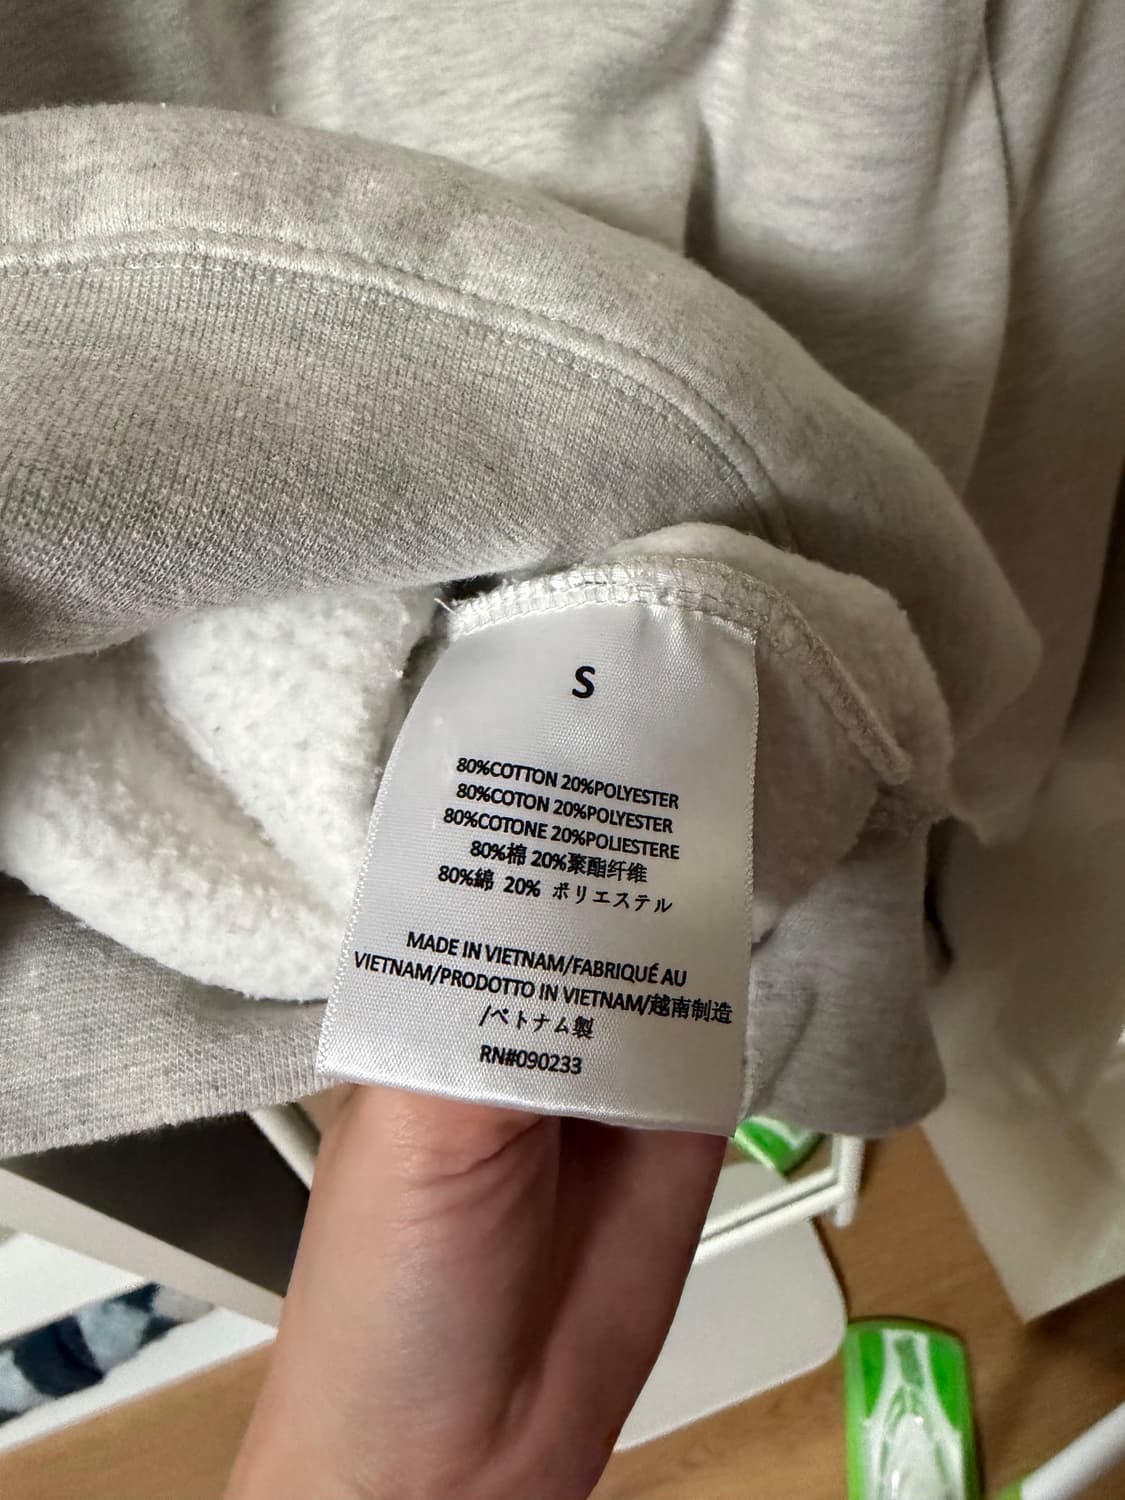 S
80%COTTON 20%POLYESTER
80%COTON 20%POLYESTER
80%COTONE 20%POLIESTERE
80%棉 20%聚酯纤维
80%綿 20% ポリエステル
MADE IN VIETNAM/FABRIQUÉ AU
VIETNAM/PRODOTTO IN VIETNAM/越南制造
/ベトナム製
RN#090233